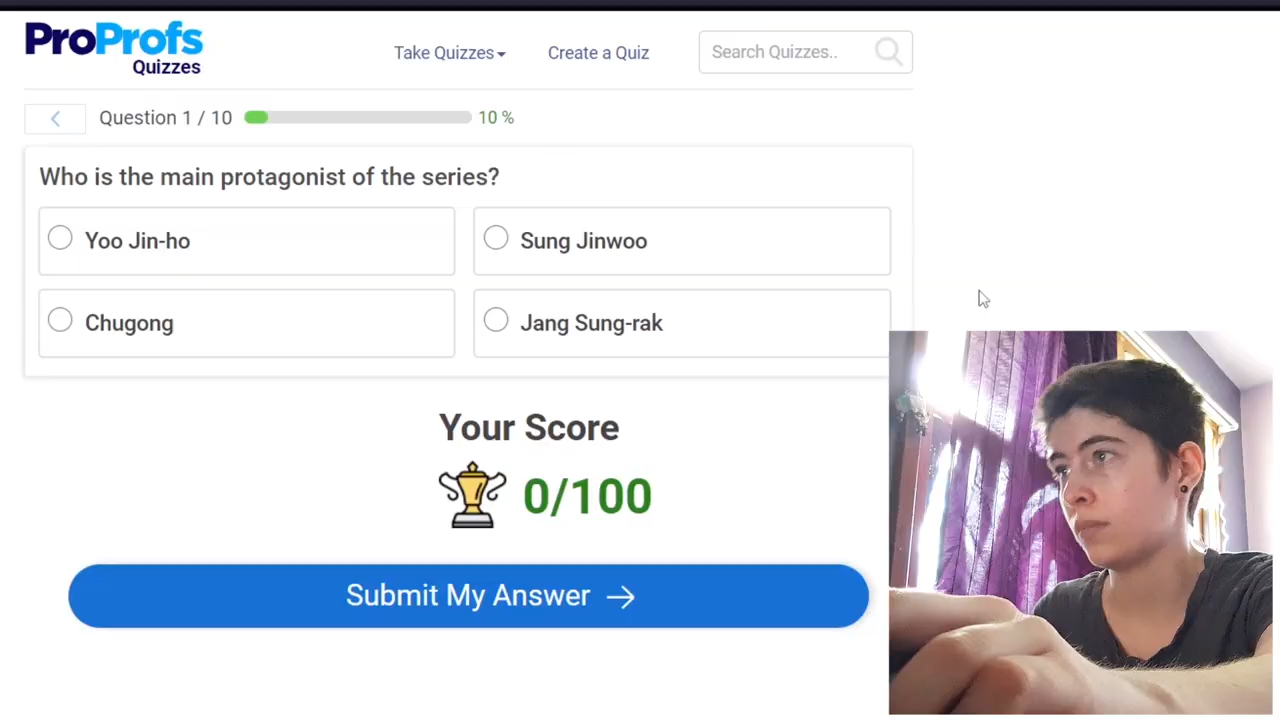 ProProfs
Quizzes
Take Quizzes
Create a Quiz
Search Quizzes..
Question 1 / 10
10 %
Who is the main protagonist of the series?
Yoo Jin-ho
Sung Jinwoo
Chugong
Jang Sung-rak
Your Score
0/100
Submit My Answer